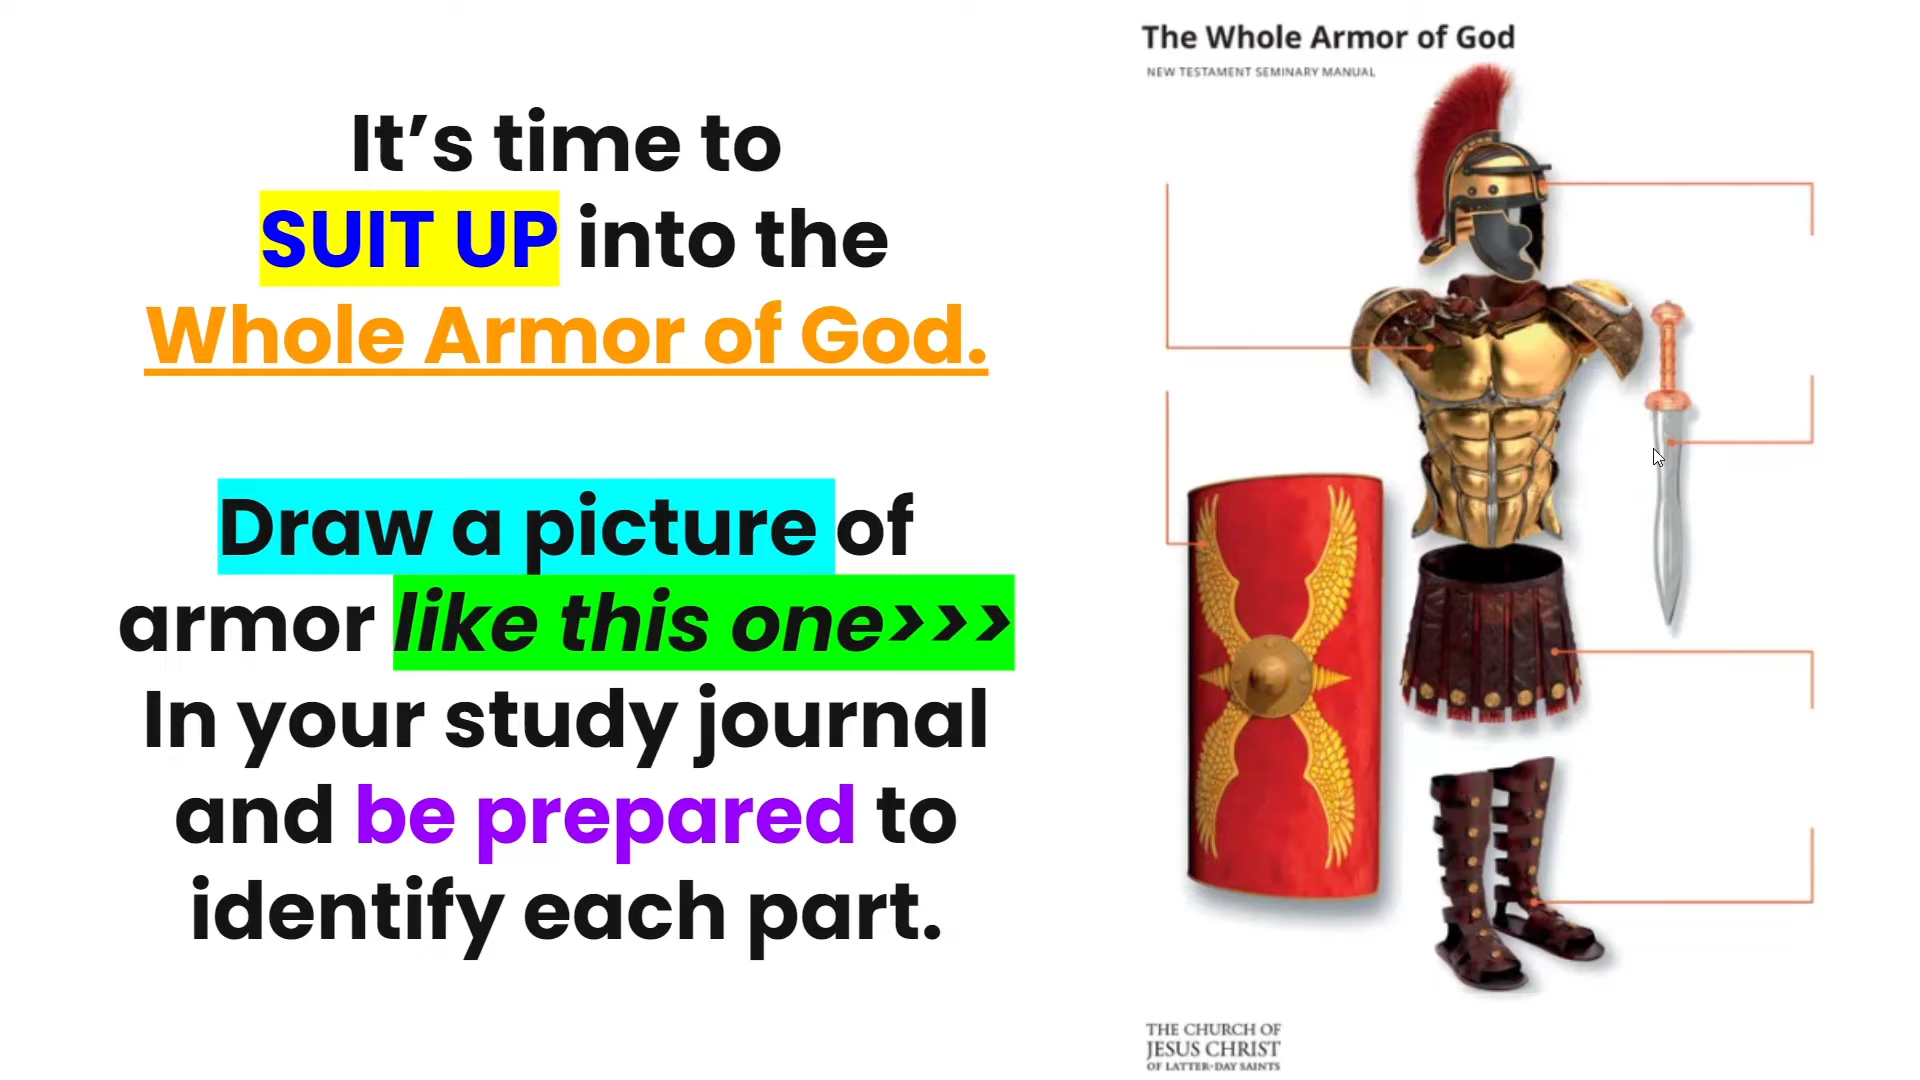 It’s time to
SUIT UP into the
Whole Armor of God.
Draw a picture of
armor like this one>>>
In your study journal
and be prepared to
identify each part.
The Whole Armor of God
NEW TESTAMENT SEMINARY MANUAL
THE CHURCH OF
JESUS CHRIST
OF LATTER-DAY SAINTS